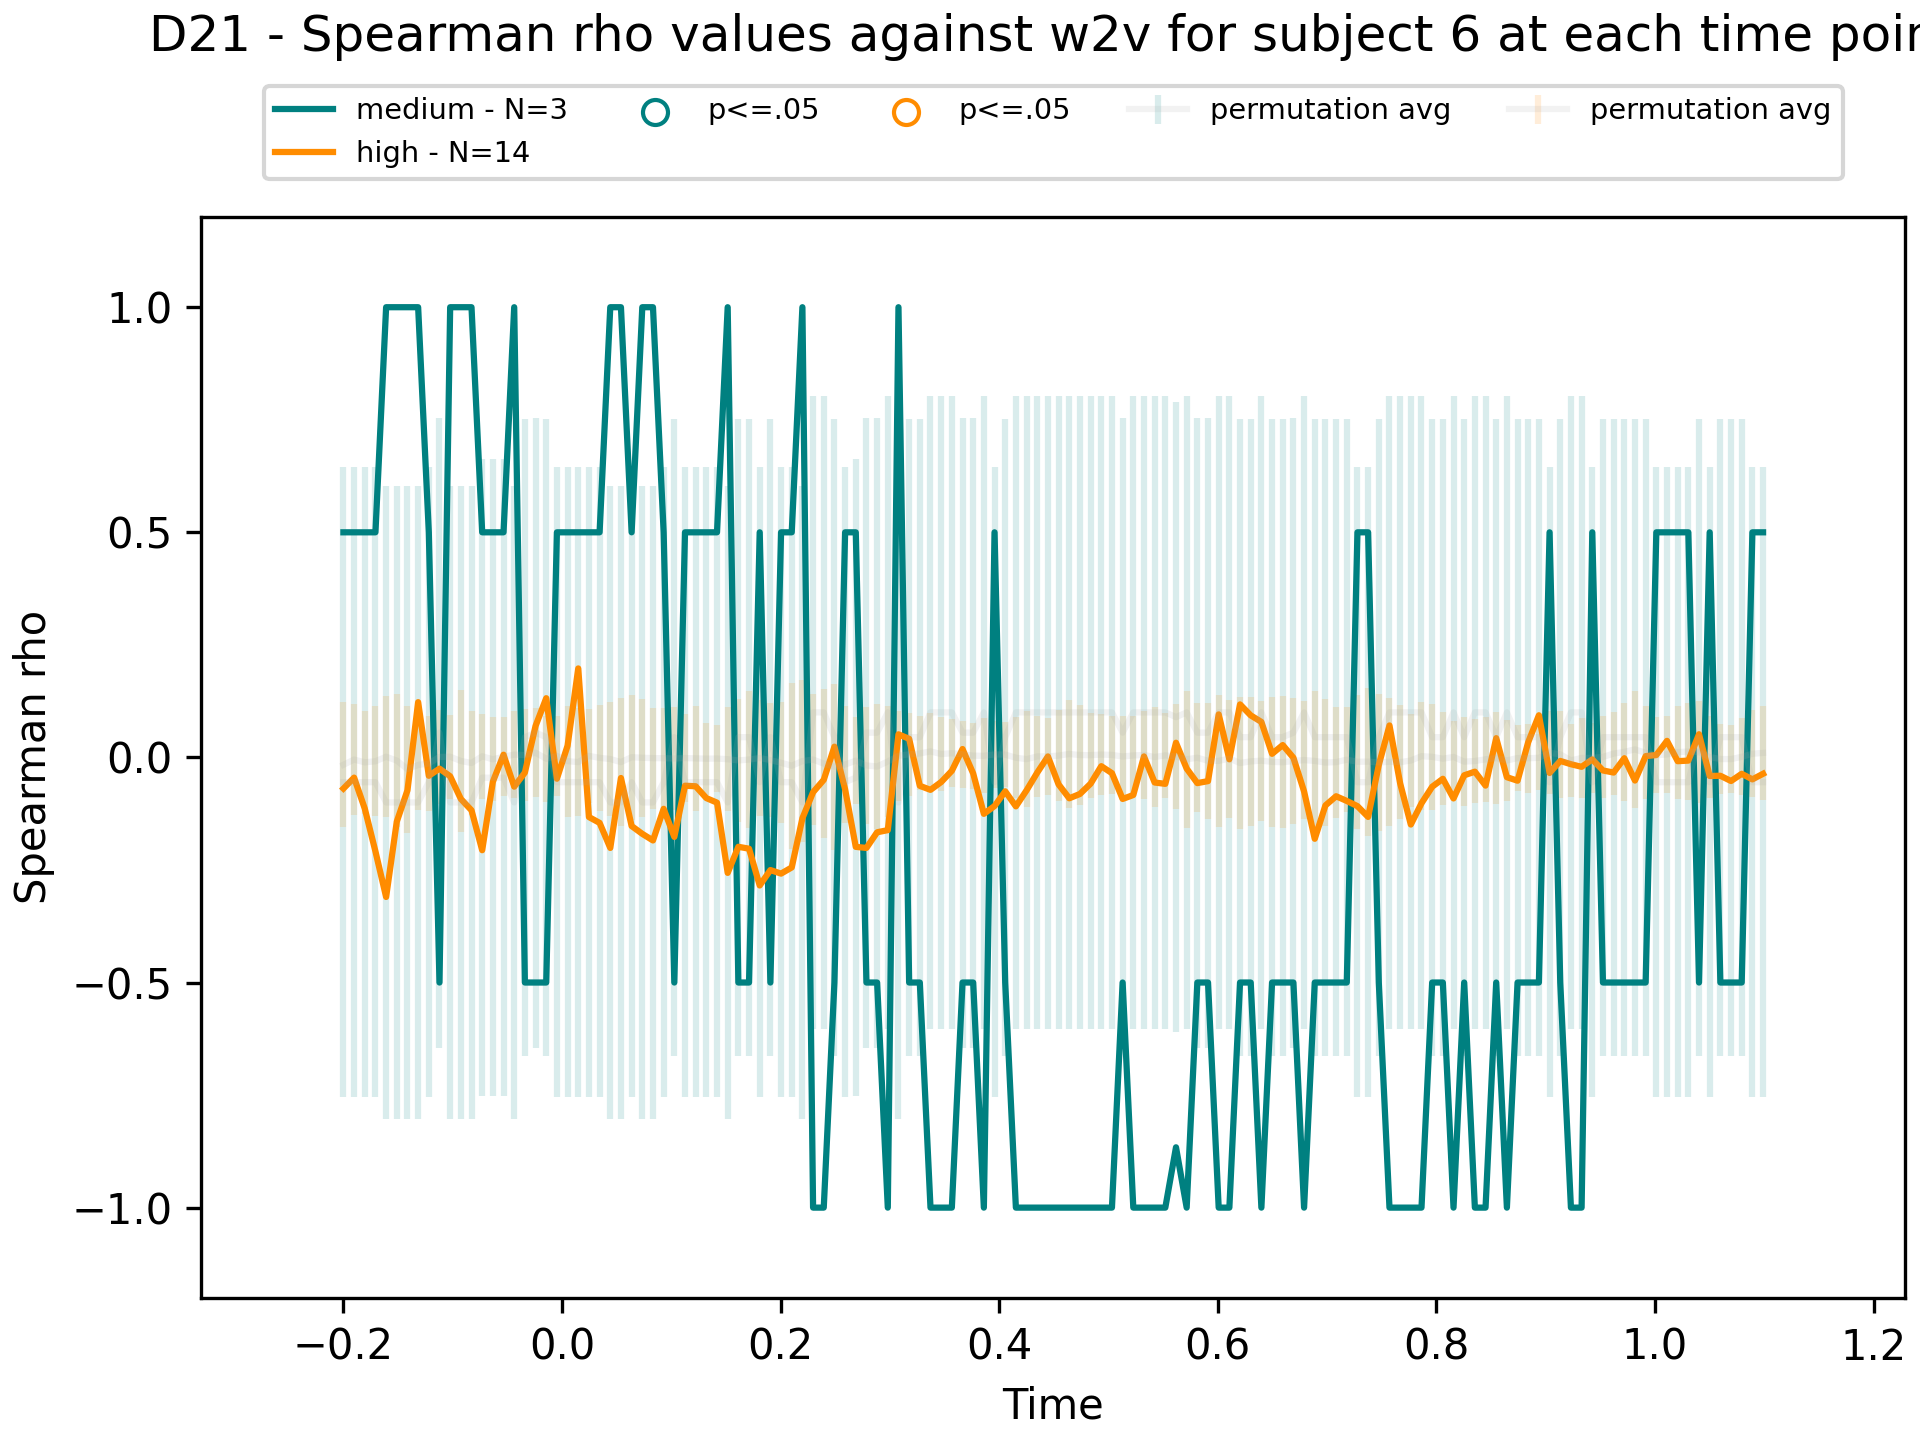 D21 - Spearman rho values against w2v for subject 6 at each time poin
medium - N=3
high - N=14
p<=.05
p<=.05
permutation avg
permutation avg
1.0
0.5
0.0
−0.5
−1.0
Spearman rho
−0.2 0.0 0.2 0.4 0.6 0.8 1.0 1.2
Time